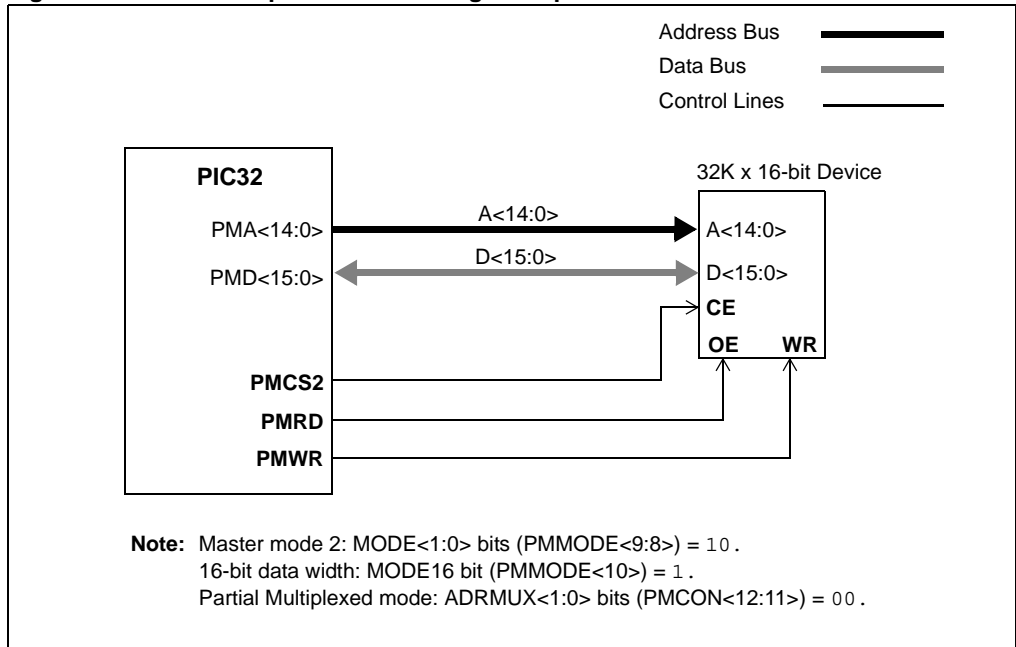 Address Bus
Data Bus
Control Lines
PIC32
32K x 16-bit Device
PMA<14:0>
A<14:0>
A<14:0>
PMD<15:0>
D<15:0>
D<15:0>
CE
OE WR
PMCS2
PMRD
PMWR
Note: Master mode 2: MODE<1:0> bits (PMMODE<9:8>) = 10.
16-bit data width: MODE16 bit (PMMODE<10>) = 1.
Partial Multiplexed mode: ADRMUX<1:0> bits (PMCON<12:11>) = 00.